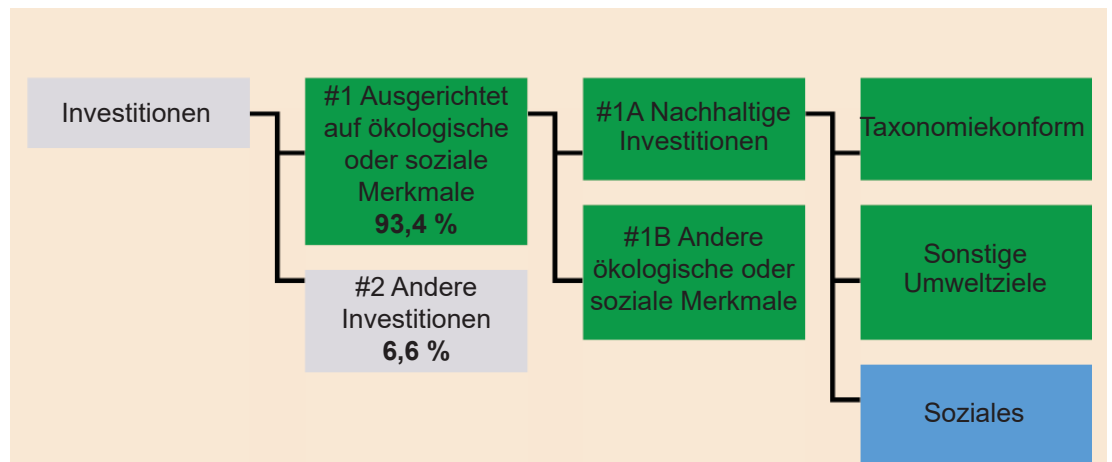 Investitionen
#1 Ausgerichtet
auf ökologische
oder soziale
Merkmale
93,4 %
#2 Andere
Investitionen
6,6 %
#1A Nachhaltige
Investitionen
#1B Andere
ökologische oder
soziale Merkmale
Taxonomiekonform
Sonstige
Umweltziele
Soziales